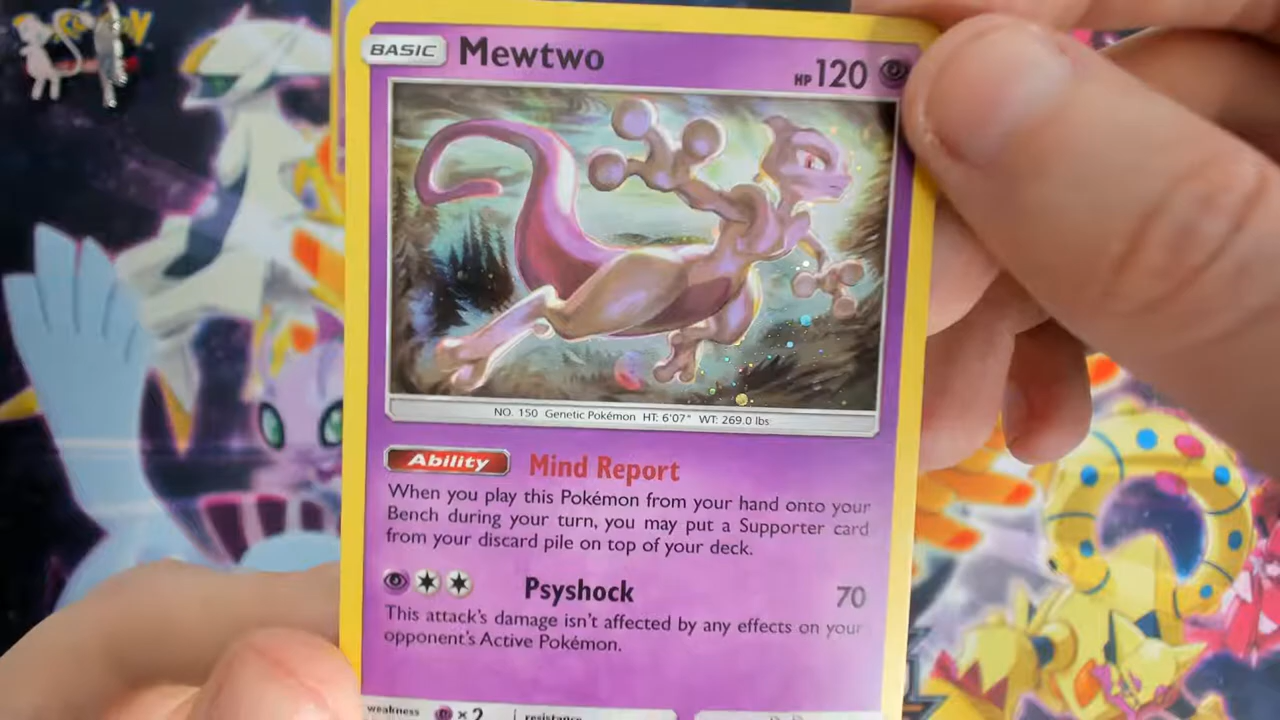 BASIC Mewtwo HP 120
NO. 150 Genetic Pokémon HT: 6'07" WT: 269.0 lbs
Ability Mind Report
When you play this Pokémon from your hand onto your
Bench during your turn, you may put a Supporter card
from your discard pile on top of your deck.
Psyshock 70
This attack's damage isn't affected by any effects on your
opponent's Active Pokémon.
weakness ×2 resistance